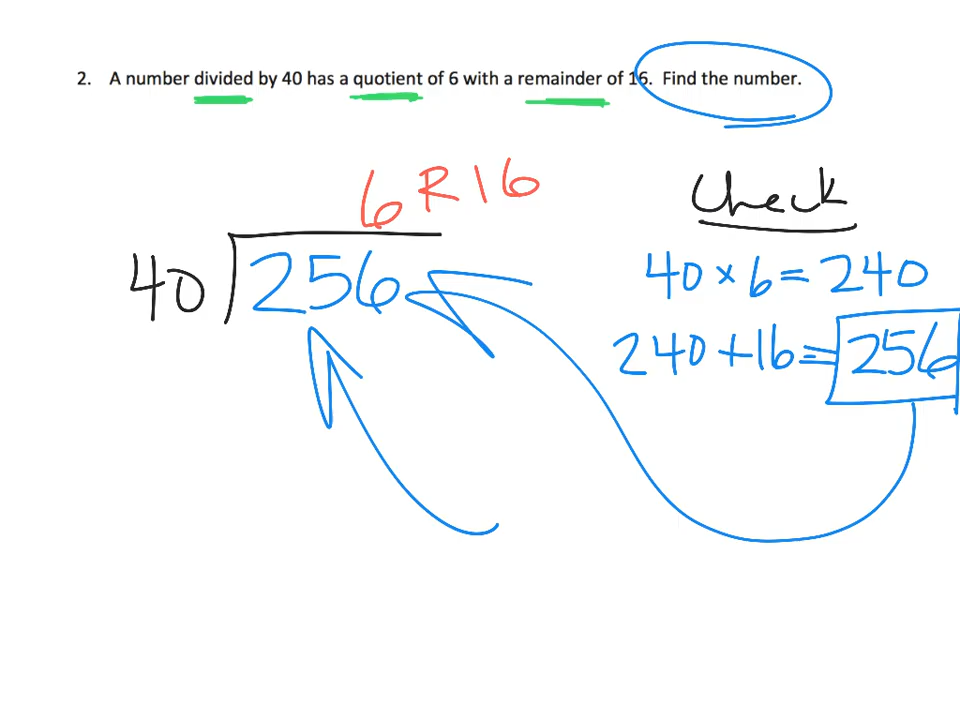 2. A number divided by 40 has a quotient of 6 with a remainder of 16. Find the number.
6 R 16
40 256
Check
40 × 6 = 240
240 + 16 = 256